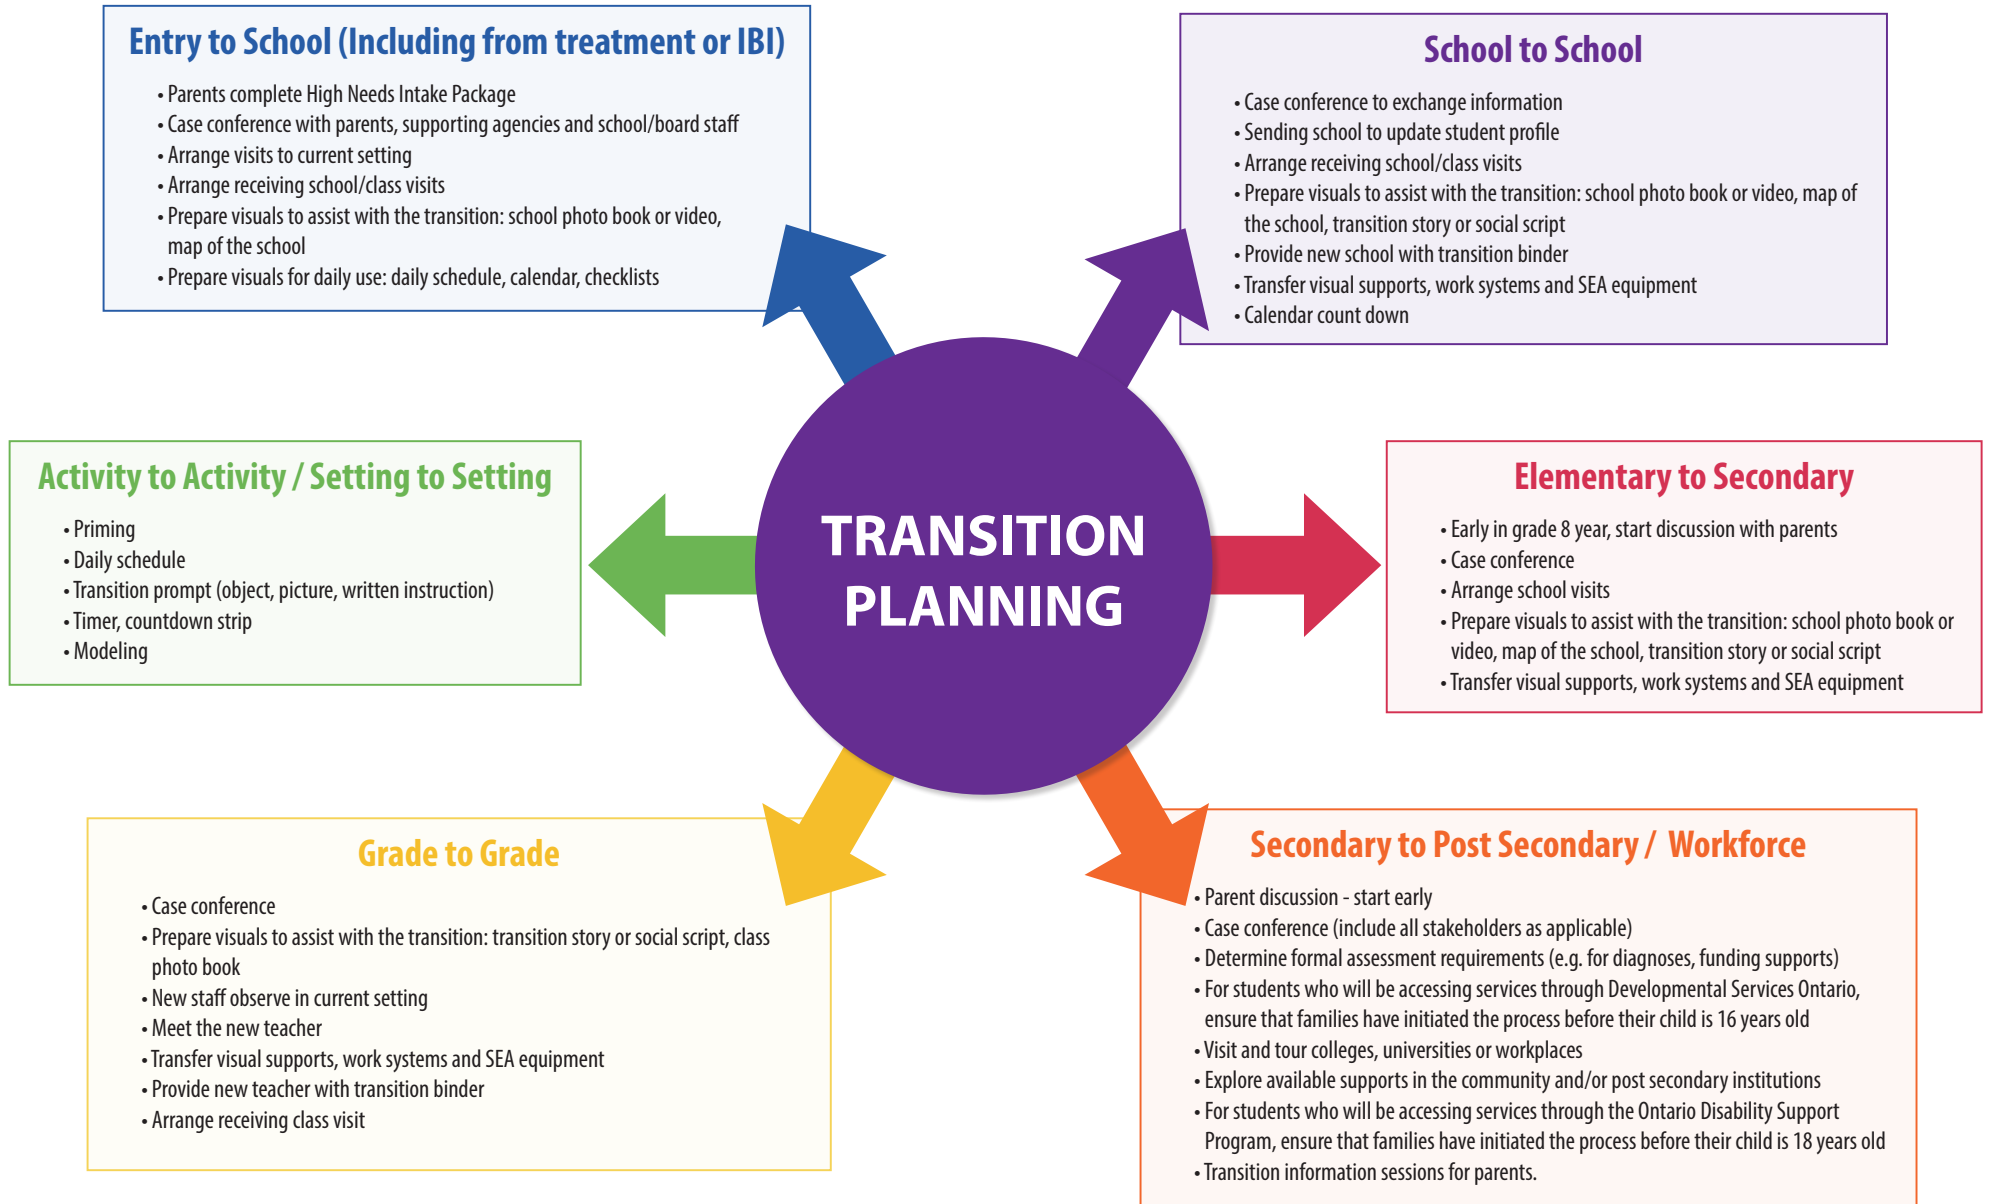 Entry to School (Including from treatment or IBI)
• Parents complete High Needs Intake Package
• Case conference with parents, supporting agencies and school/board staff
• Arrange visits to current setting
• Arrange receiving school/class visits
• Prepare visuals to assist with the transition: school photo book or video,
map of the school
• Prepare visuals for daily use: daily schedule, calendar, checklists
School to School
• Case conference to exchange information
• Sending school to update student profile
• Arrange receiving school/class visits
• Prepare visuals to assist with the transition: school photo book or video, map of
the school, transition story or social script
• Provide new school with transition binder
• Transfer visual supports, work systems and SEA equipment
• Calendar count down
Activity to Activity / Setting to Setting
• Priming
• Daily schedule
• Transition prompt (object, picture, written instruction)
• Timer, countdown strip
• Modeling
TRANSITION
PLANNING
Elementary to Secondary
• Early in grade 8 year, start discussion with parents
• Case conference
• Arrange school visits
• Prepare visuals to assist with the transition: school photo book or
video, map of the school, transition story or social script
• Transfer visual supports, work systems and SEA equipment
Grade to Grade
• Case conference
• Prepare visuals to assist with the transition: transition story or social script, class
photo book
• New staff observe in current setting
• Meet the new teacher
• Transfer visual supports, work systems and SEA equipment
• Provide new teacher with transition binder
• Arrange receiving class visit
Secondary to Post Secondary / Workforce
• Parent discussion - start early
• Case conference (include all stakeholders as applicable)
• Determine formal assessment requirements (e.g. for diagnoses, funding supports)
• For students who will be accessing services through Developmental Services Ontario,
ensure that families have initiated the process before their child is 16 years old
• Visit and tour colleges, universities or workplaces
• Explore available supports in the community and/or post secondary institutions
• For students who will be accessing services through the Ontario Disability Support
Program, ensure that families have initiated the process before their child is 18 years old
• Transition information sessions for parents.